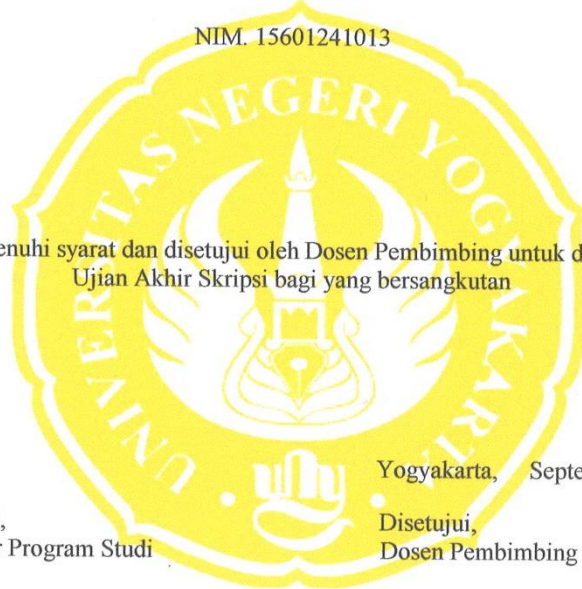 NIM. 15601241013
UNIVERSITAS NEGERI YOGYAKARTA
enuhi syarat dan disetujui oleh Dosen Pembimbing untuk d
Ujian Akhir Skripsi bagi yang bersangkutan
uny
Yogyakarta, Septe
, Disetujui,
r Program Studi Dosen Pembimbing